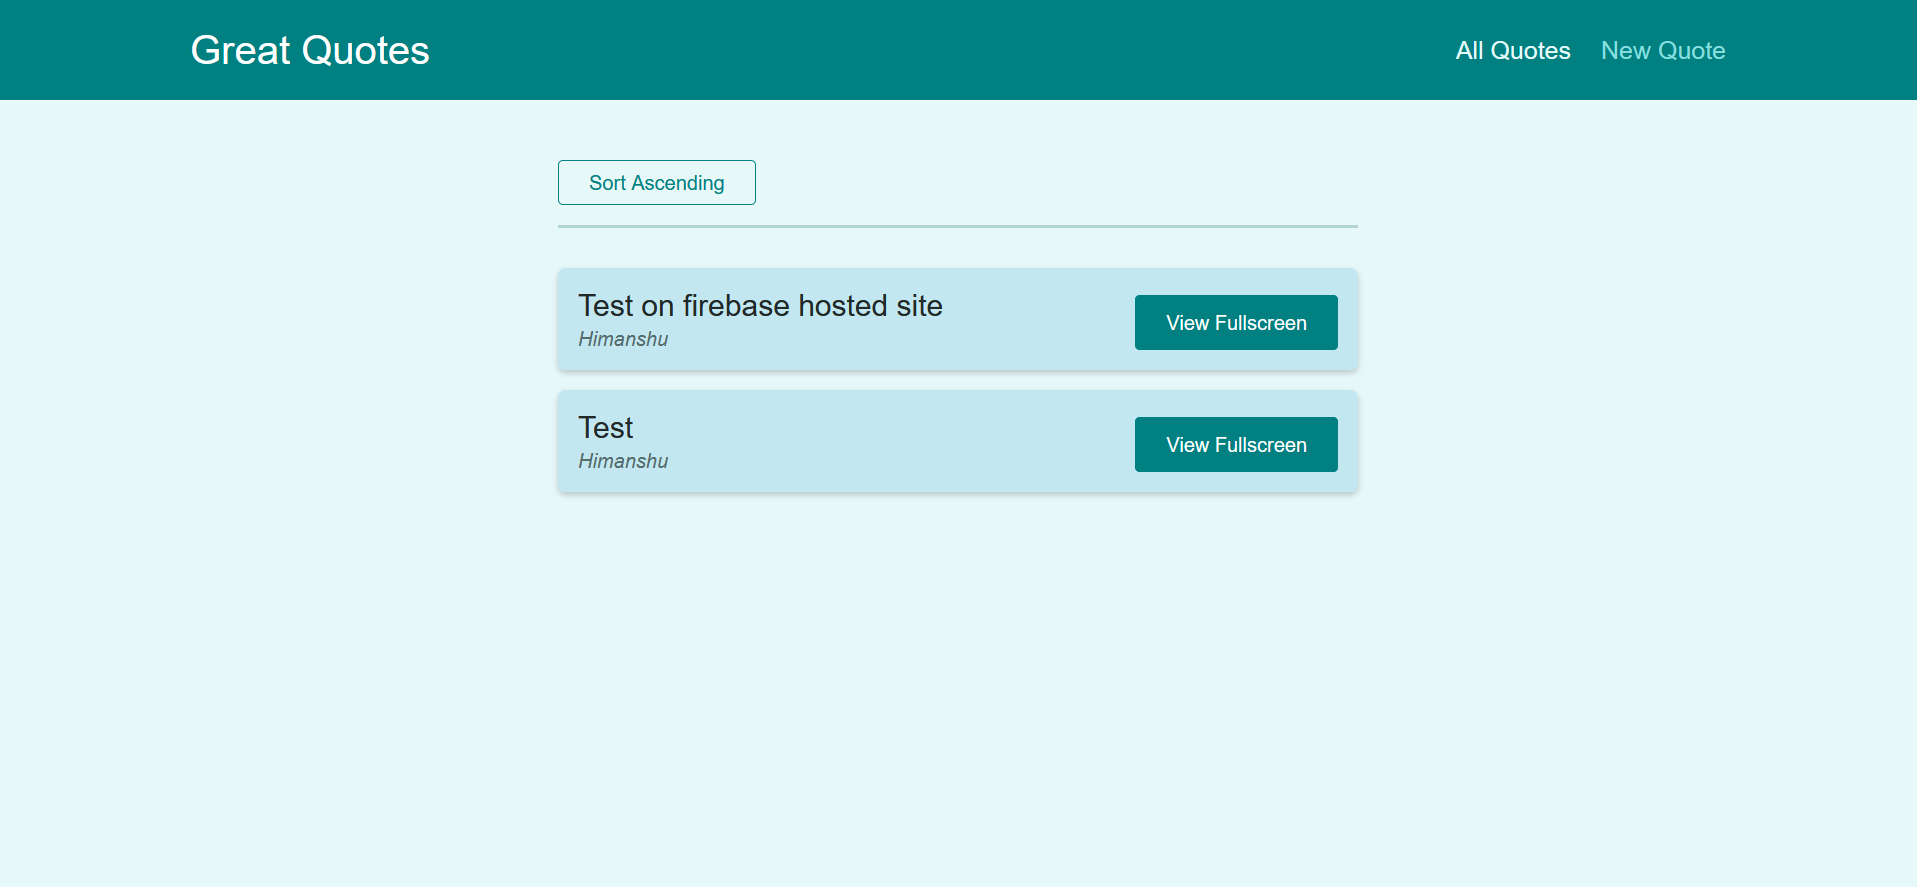 Great Quotes
All Quotes
New Quote
Sort Ascending
Test on firebase hosted site
Himanshu
View Fullscreen
Test
Himanshu
View Fullscreen